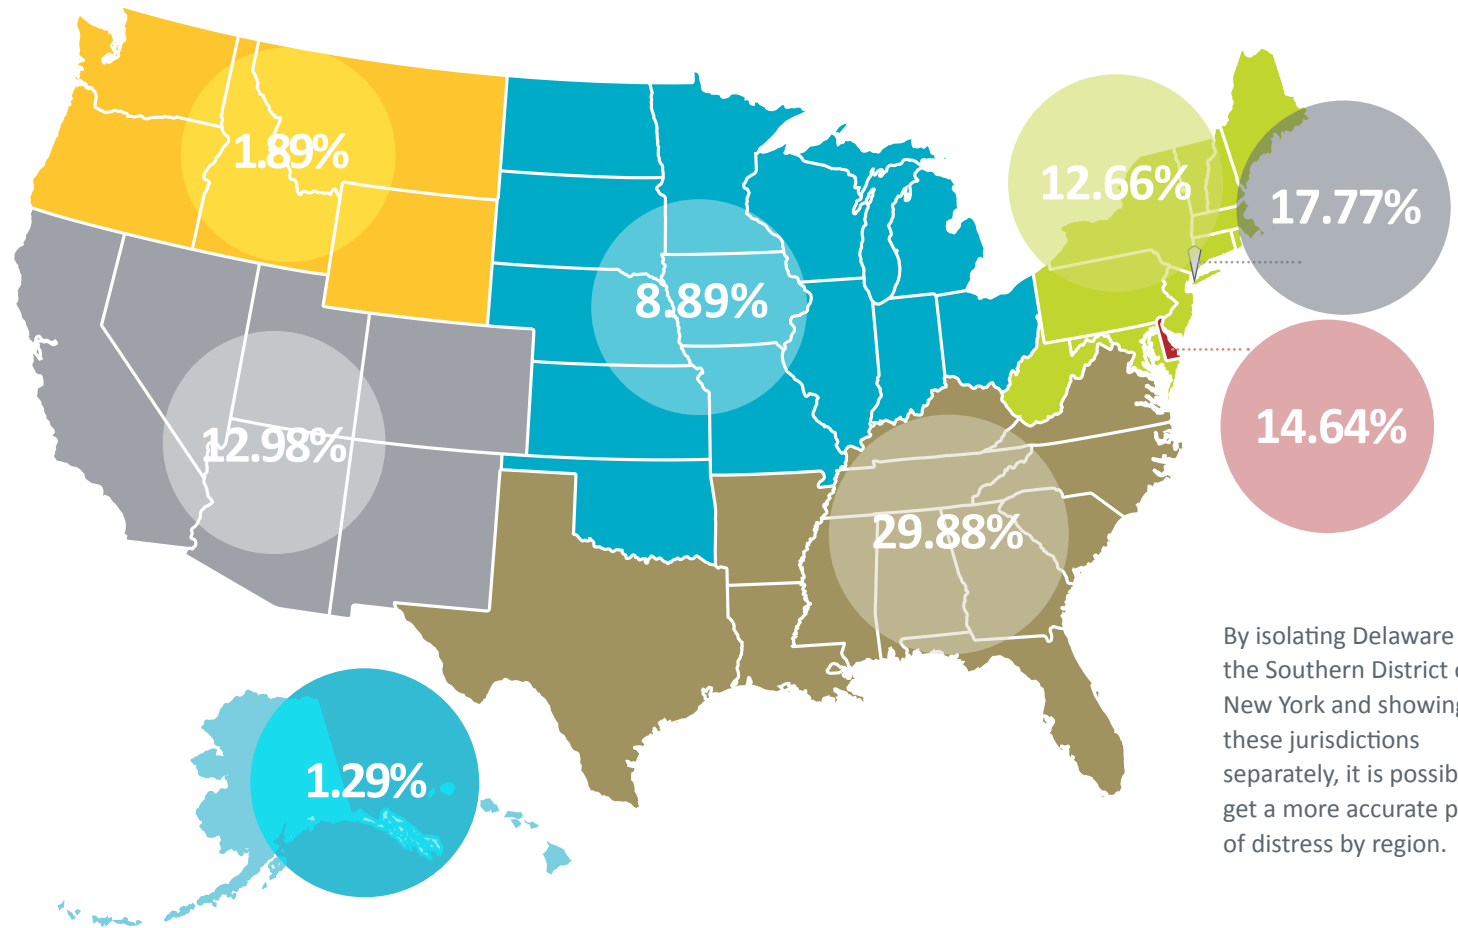 1.89%
12.66%
17.77%
8.89%
12.98%
14.64%
29.88%
1.29%
By isolating Delaware
the Southern District
New York and showing
these jurisdictions
separately, it is
get a more accurate
of distress by region.